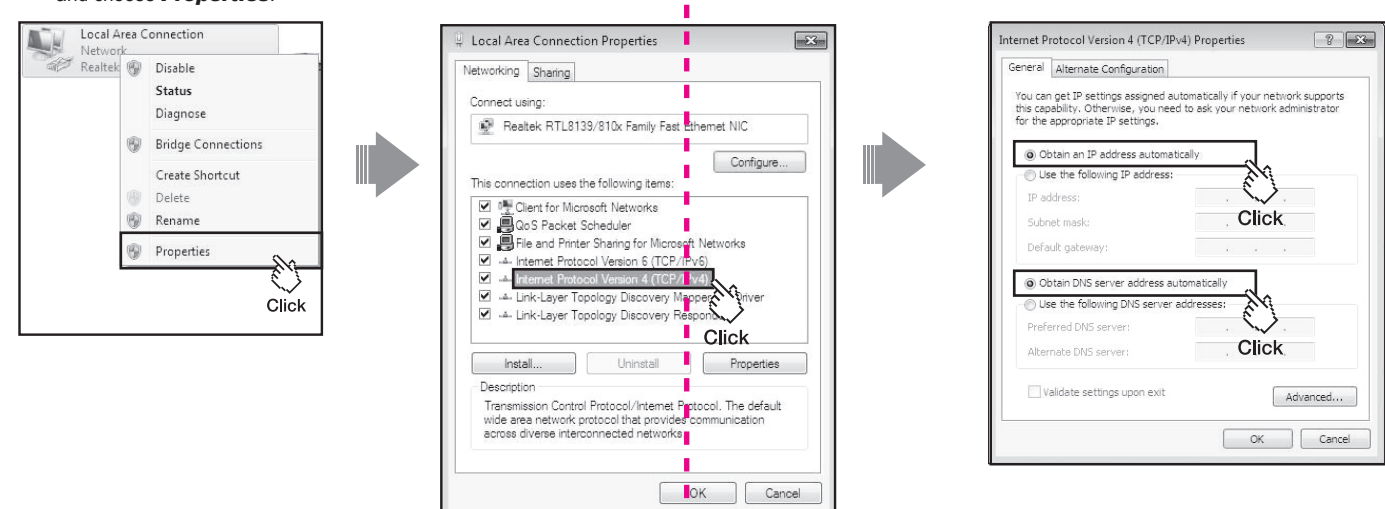 and choose Properties.
Local Area Connection
Network
Realtek
Disable
Status
Diagnose
Bridge Connections
Create Shortcut
Delete
Rename
Properties
Click
Local Area Connection Properties
Networking
Sharing
Connect using:
Realtek RTL8139/810x Family Fast Ethernet NIC
Configure...
This connection uses the following items:
Client for Microsoft Networks
QoS Packet Scheduler
File and Printer Sharing for Microsoft Networks
Internet Protocol Version 6 (TCP/IPv6)
Internet Protocol Version 4 (TCP/IPv4)
Link-Layer Topology Discovery Mapper Driver
Link-Layer Topology Discovery
Click
Install...
Uninstall
Properties
Description
Transmission Control Protocol/Internet Protocol. The default
wide area network protocol that provides communication
across diverse interconnected networks.
OK
Cancel
Internet Protocol Version 4 (TCP/IPv4) Properties
General
Alternate Configuration
You can get IP settings assigned automatically if your network supports
this capability. Otherwise, you need to ask your network administrator
for the appropriate IP settings.
Obtain an IP address automatically
Use the following IP address:
IP address:
Subnet mask:
Default gateway:
Click
Obtain DNS server address automatically
Use the following DNS server addresses:
Preferred DNS server:
Alternate DNS server:
Click
Validate settings upon exit
Advanced...
OK
Cancel